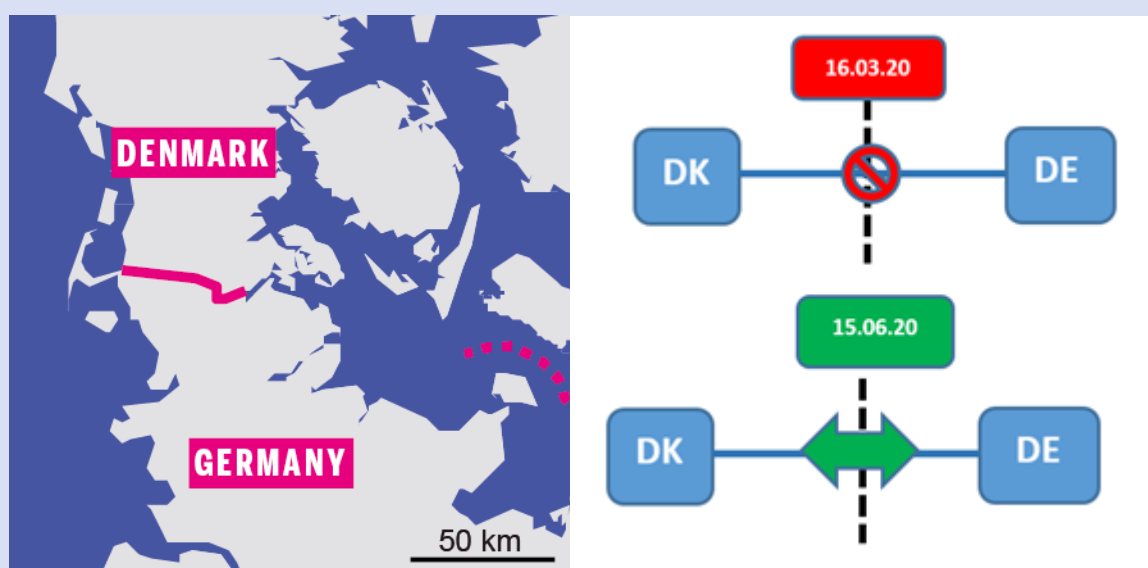 DENMARK
GERMANY
50 km
16.03.20
DK
DE
15.06.20
DK
DE